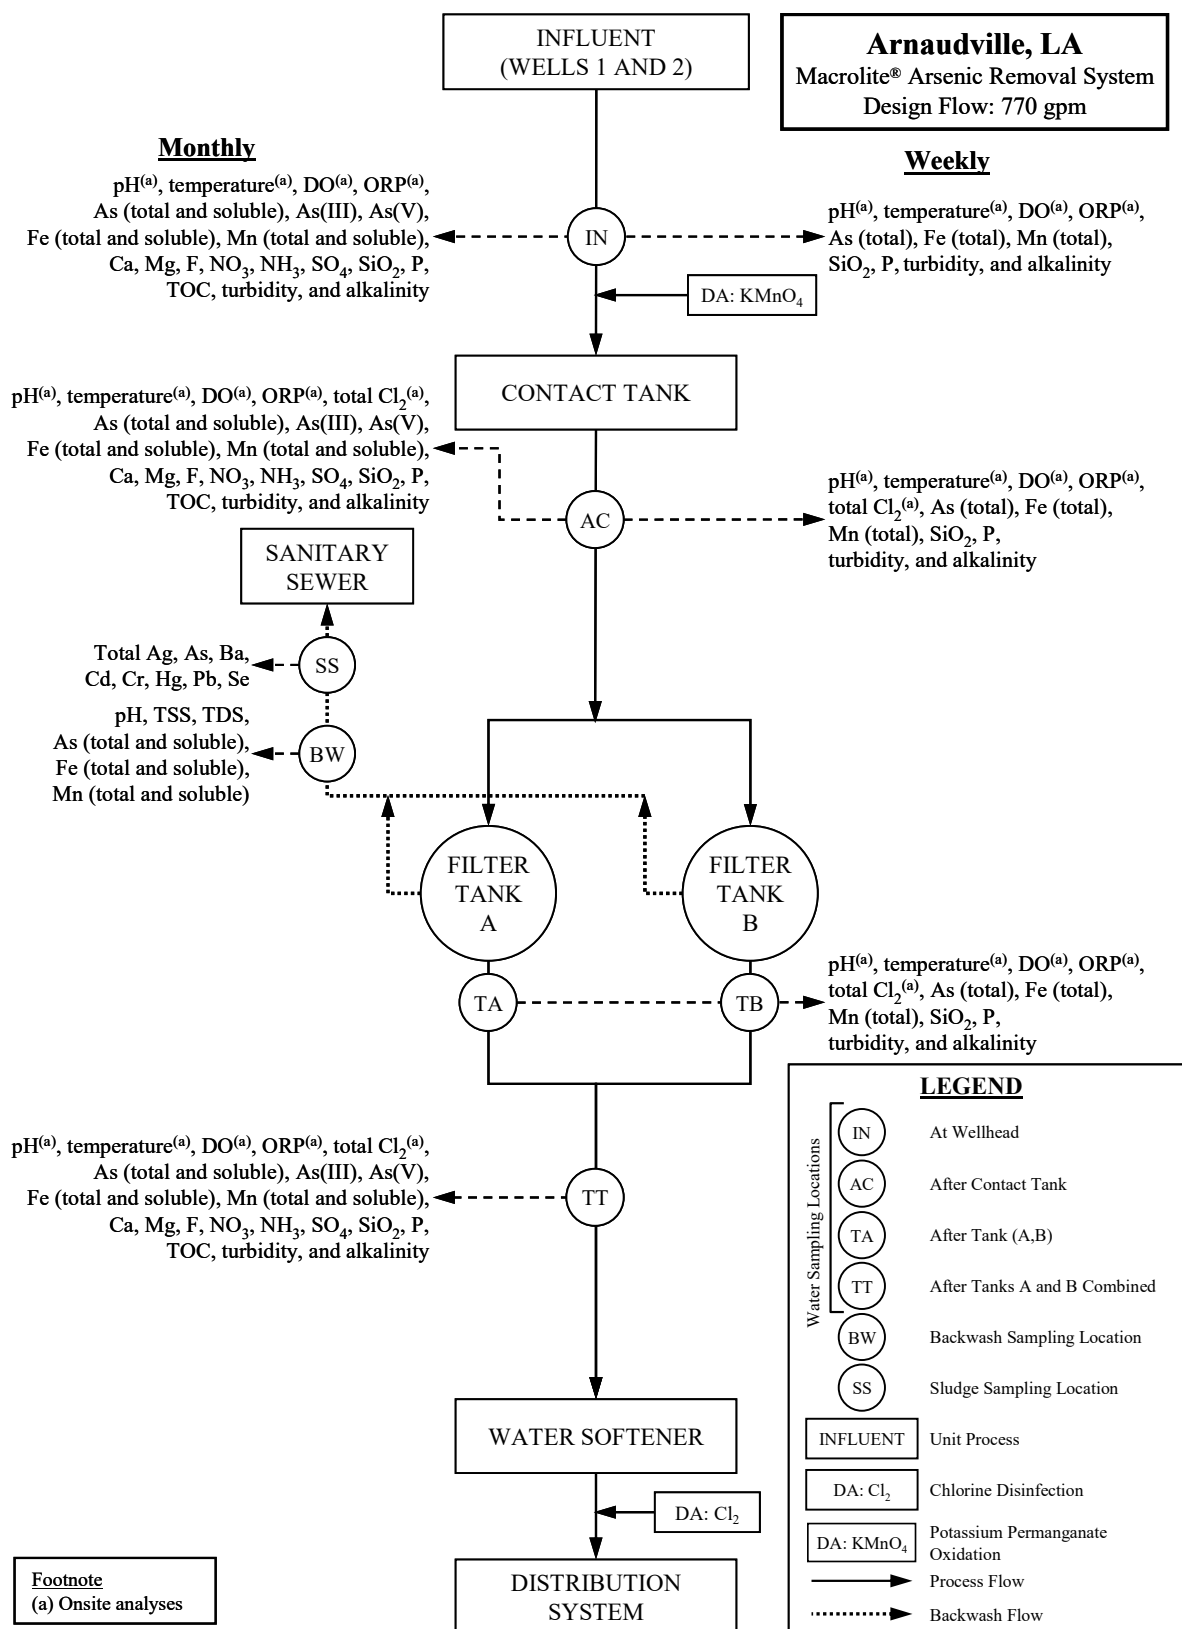 INFLUENT
(WELLS 1 AND 2)
Arnaudville, LA
Macrolite® Arsenic Removal System
Design Flow: 770 gpm
Monthly
pH(a), temperature(a), DO(a), ORP(a),
As (total and soluble), As(III), As(V),
Fe (total and soluble), Mn (total and soluble),
Ca, Mg, F, NO3, NH3, SO4, SiO2, P,
TOC, turbidity, and alkalinity
IN
Weekly
pH(a), temperature(a), DO(a), ORP(a),
As (total), Fe (total), Mn (total),
SiO2, P, turbidity, and alkalinity
DA: KMnO4
CONTACT TANK
pH(a), temperature(a), DO(a), ORP(a), total Cl2(a),
As (total and soluble), As(III), As(V),
Fe (total and soluble), Mn (total and soluble),
Ca, Mg, F, NO3, NH3, SO4, SiO2, P,
TOC, turbidity, and alkalinity
AC
pH(a), temperature(a), DO(a), ORP(a),
total Cl2(a), As (total), Fe (total),
Mn (total), SiO2, P,
turbidity, and alkalinity
SANITARY
SEWER
Total Ag, As, Ba,
Cd, Cr, Hg, Pb, Se
SS
pH, TSS, TDS,
As (total and soluble),
Fe (total and soluble),
Mn (total and soluble)
BW
FILTER
TANK
A
FILTER
TANK
B
TA
TB
pH(a), temperature(a), DO(a), ORP(a),
total Cl2(a), As (total), Fe (total),
Mn (total), SiO2, P,
turbidity, and alkalinity
pH(a), temperature(a), DO(a), ORP(a), total Cl2(a),
As (total and soluble), As(III), As(V),
Fe (total and soluble), Mn (total and soluble),
Ca, Mg, F, NO3, NH3, SO4, SiO2, P,
TOC, turbidity, and alkalinity
TT
WATER SOFTENER
DA: Cl2
DISTRIBUTION
SYSTEM
Footnote
(a) Onsite analyses
LEGEND
Water Sampling Locations
IN At Wellhead
AC After Contact Tank
TA After Tank (A,B)
TT After Tanks A and B Combined
BW Backwash Sampling Location
SS Sludge Sampling Location
INFLUENT Unit Process
DA: Cl2 Chlorine Disinfection
DA: KMnO4 Potassium Permanganate
Oxidation
Process Flow
Backwash Flow